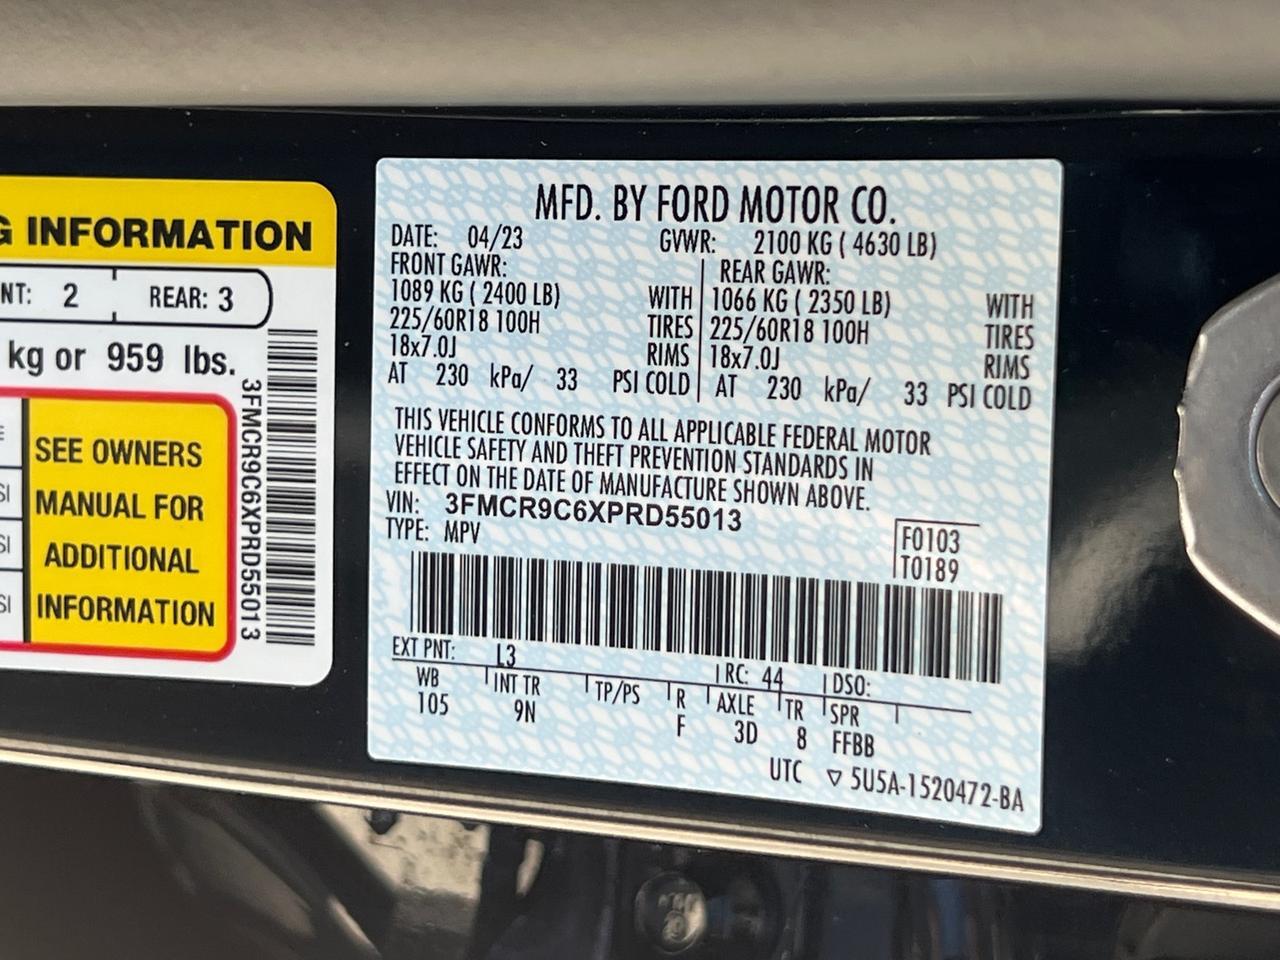 G INFORMATION
NT: 2 REAR: 3
kg or 959 lbs.
SI
SI
SI
SEE OWNERS
MANUAL FOR
ADDITIONAL
INFORMATION
3FMCR9C6XPRD55013
MFD. BY FORD MOTOR CO.
DATE: 04/23 GVWR: 2100 KG ( 4630 LB)
FRONT GAWR: REAR GAWR:
1089 KG ( 2400 LB) WITH 1066 KG ( 2350 LB) WITH
225/60R18 100H TIRES 225/60R18 100H TIRES
18x7.0J RIMS 18x7.0J RIMS
AT 230 kPa/ 33 PSI COLD AT 230 kPa/ 33 PSI COLD
THIS VEHICLE CONFORMS TO ALL APPLICABLE FEDERAL MOTOR
VEHICLE SAFETY AND THEFT PREVENTION STANDARDS IN
EFFECT ON THE DATE OF MANUFACTURE SHOWN ABOVE.
VIN: 3FMCR9C6XPRD55013
TYPE: MPV
F0103
T0189
EXT PNT: L3 RC: 44 DSO:
WB INT TR TP/PS R AXLE TR SPR
105 9N F 3D 8 FFBB
UTC ▽ 5U5A-1520472-BA